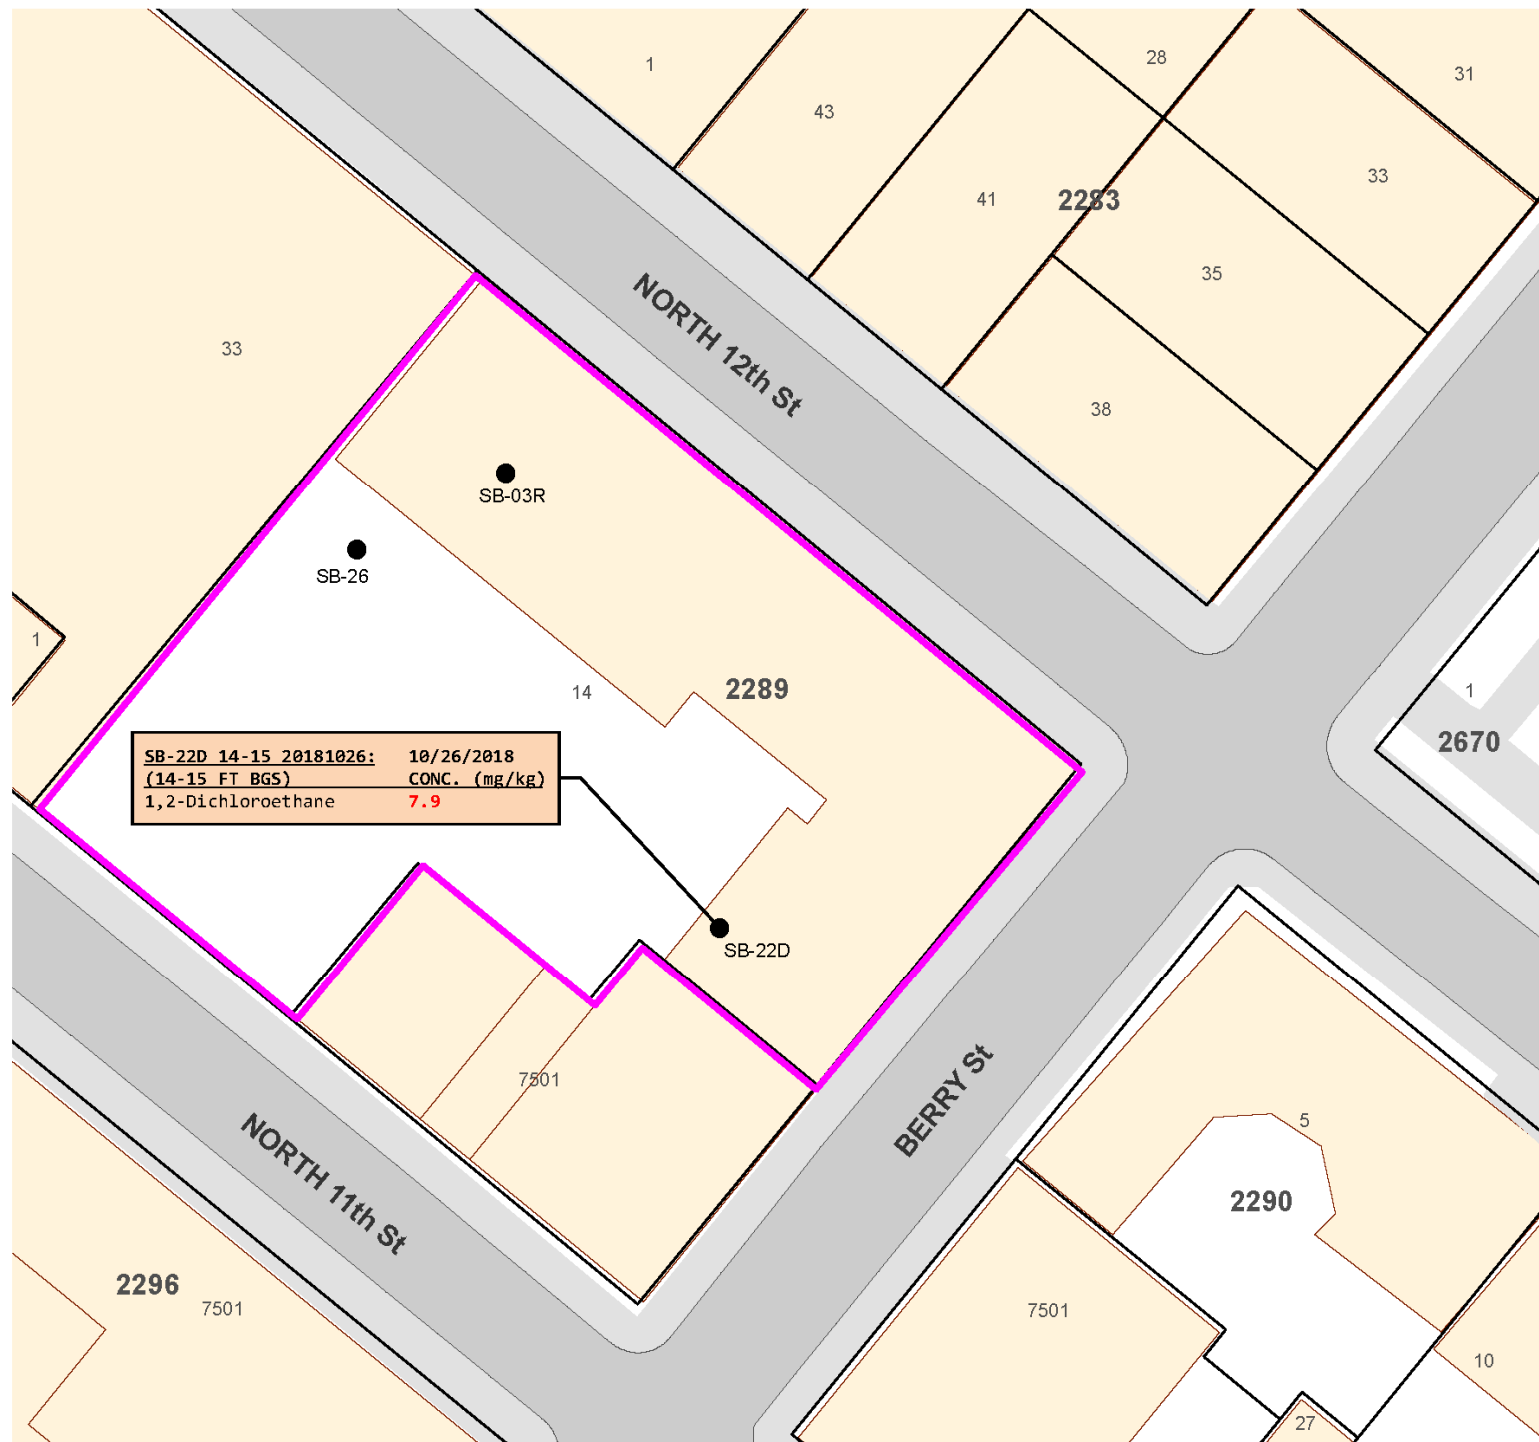 1
28
31
43
33
41
2283
35
NORTH 12th St
33
38
SB-03R
SB-26
1
14
2289
1
2670
SB-22D 14-15 20181026: 10/26/2018
(14-15 FT BGS) CONC. (mg/kg)
1,2-Dichloroethane 7.9
SB-22D
BERRY St
7501
5
NORTH 11th St
2290
2296
7501
7501
10
27